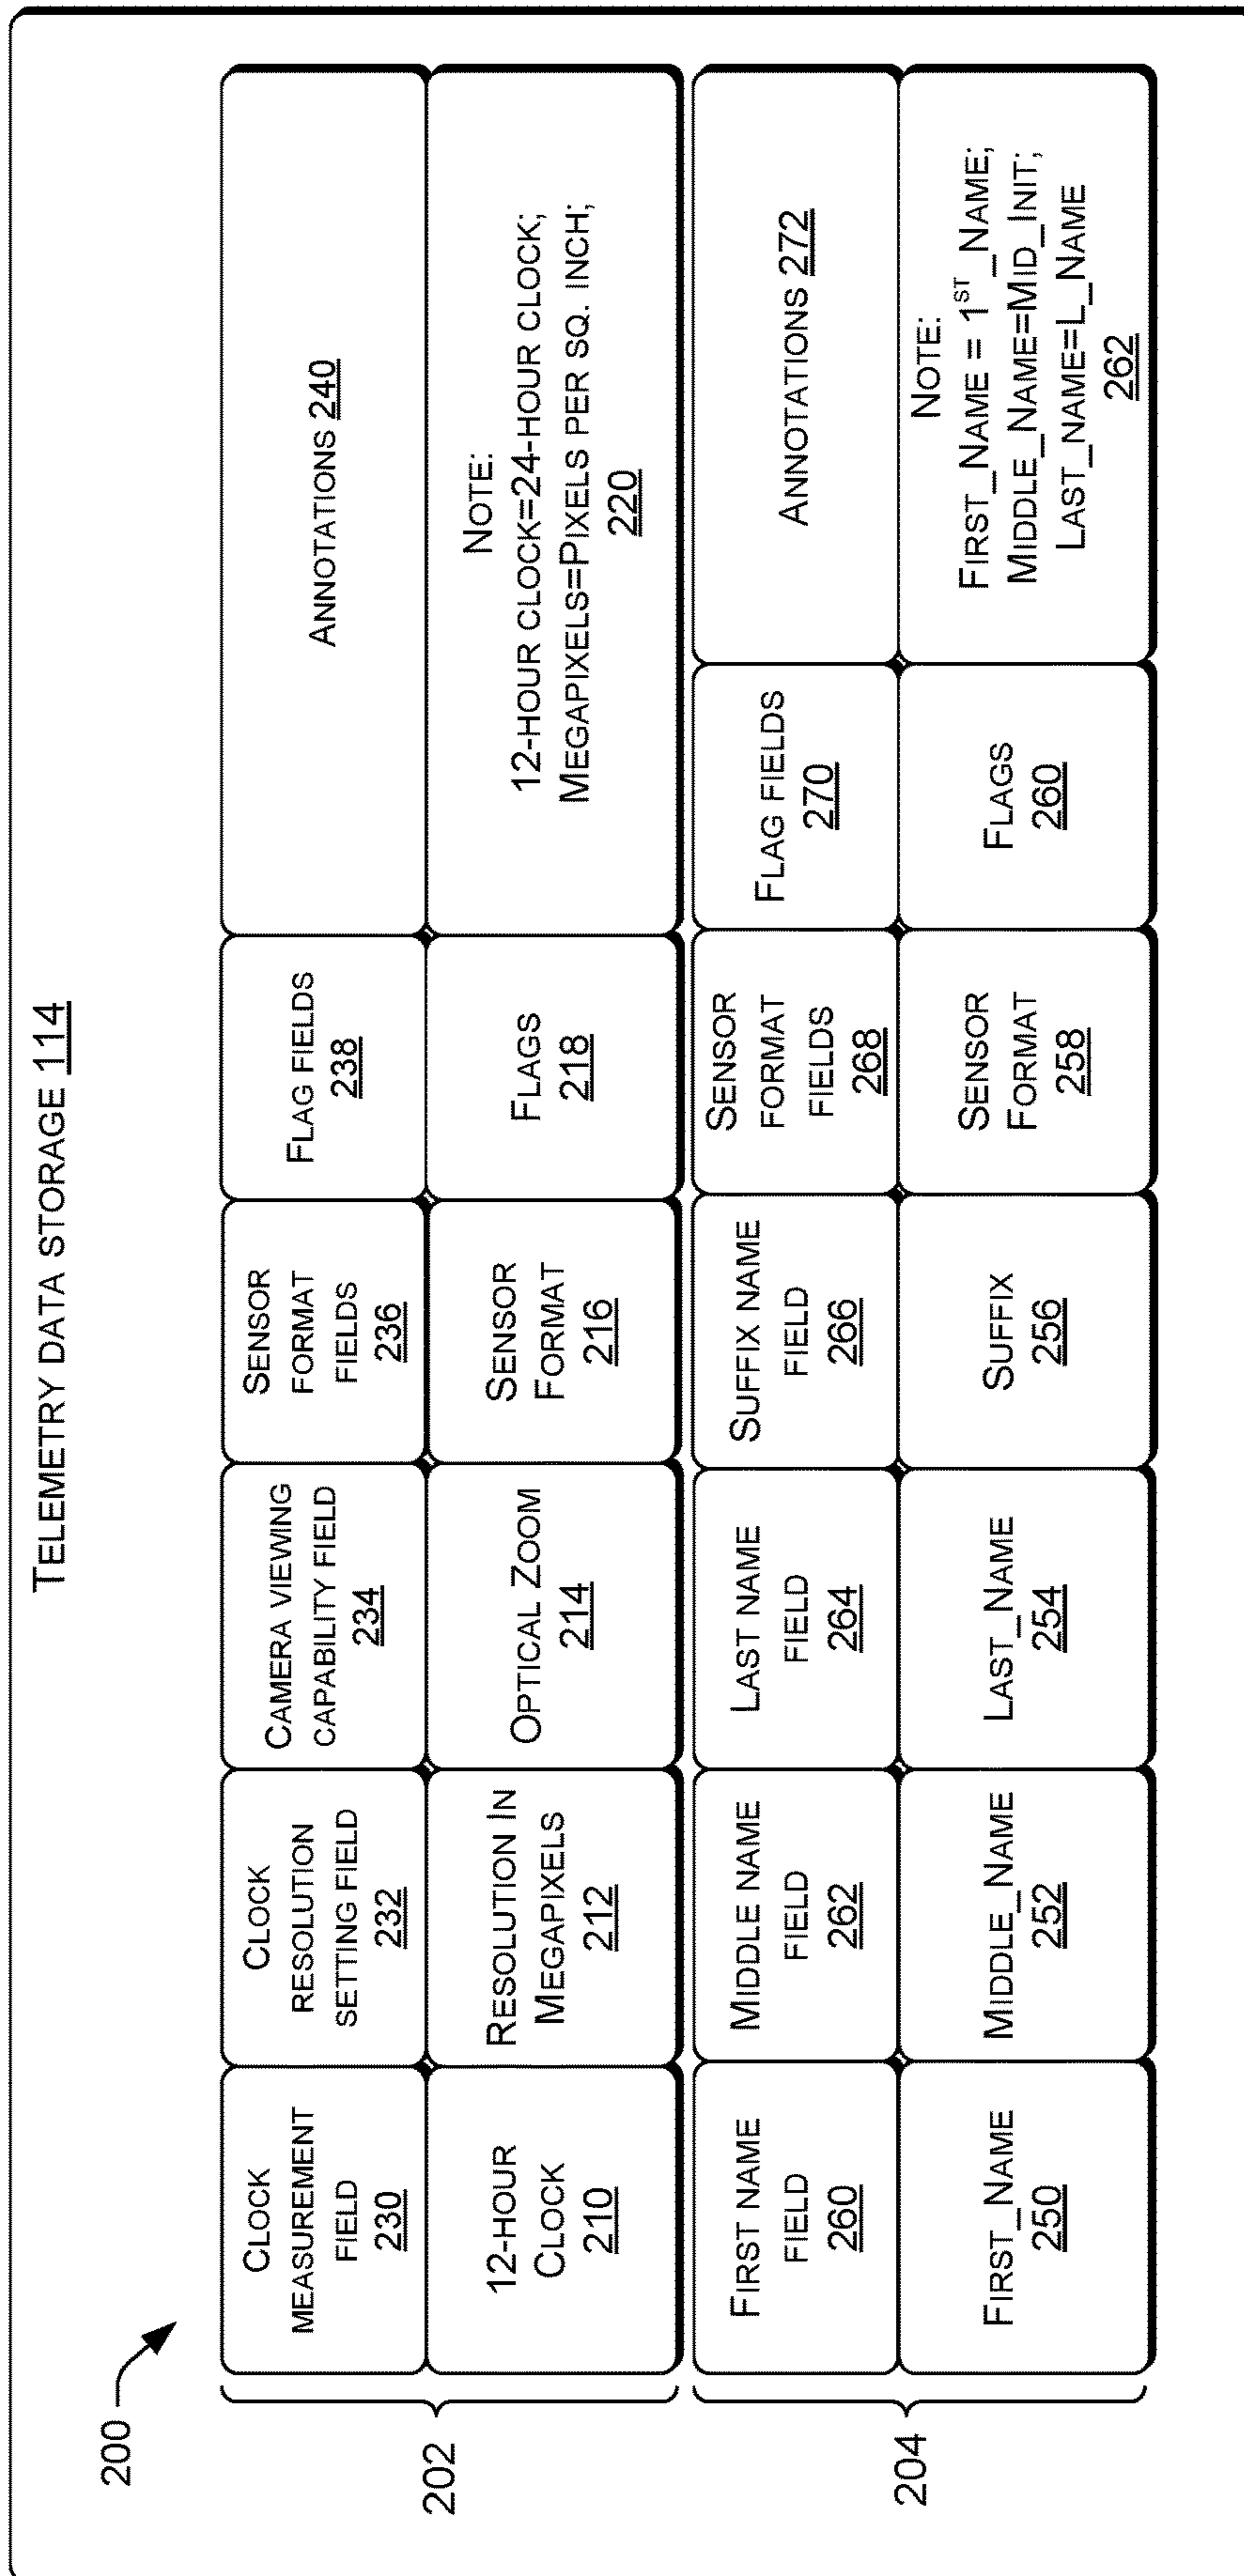 TELEMETRY DATA STORAGE 114
200
202
CLOCK
MEASUREMENT
FIELD
230
CLOCK
RESOLUTION
SETTING FIELD
232
CAMERA VIEWING
CAPABILITY FIELD
234
SENSOR
FORMAT
FIELDS
236
FLAG FIELDS
238
ANNOTATIONS 240
12-HOUR
CLOCK
210
RESOLUTION IN
MEGAPIXELS
212
OPTICAL ZOOM
214
SENSOR
FORMAT
216
FLAGS
218
NOTE:
12-HOUR CLOCK=24-HOUR CLOCK;
MEGAPIXELS=PIXELS PER SQ. INCH;
220
204
FIRST NAME
FIELD
260
MIDDLE NAME
FIELD
262
LAST NAME
FIELD
264
SUFFIX NAME
FIELD
266
SENSOR
FORMAT
FIELDS
268
FLAG FIELDS
270
ANNOTATIONS 272
FIRST_NAME
250
MIDDLE_NAME
252
LAST_NAME
254
SUFFIX
256
SENSOR
FORMAT
258
FLAGS
260
NOTE:
FIRST_NAME = 1ST_NAME;
MIDDLE_NAME=MID_INIT;
LAST_NAME=L_NAME
262